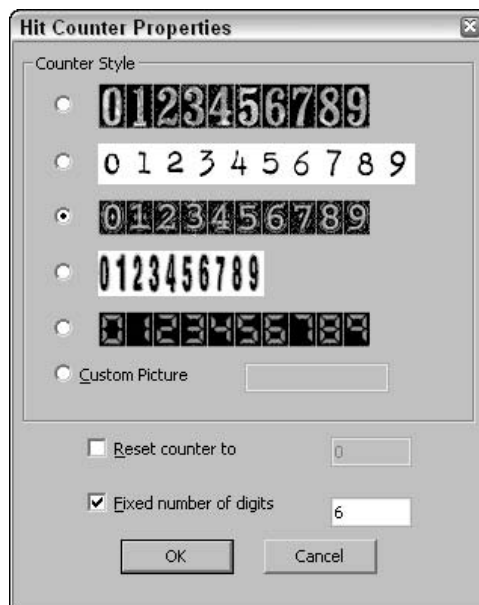 Hit Counter Properties
Counter Style
0123456789
0 1 2 3 4 5 6 7 8 9
0123456789
0123456789
0123456789
Custom Picture
Reset counter to 0
Fixed number of digits 6
OK Cancel